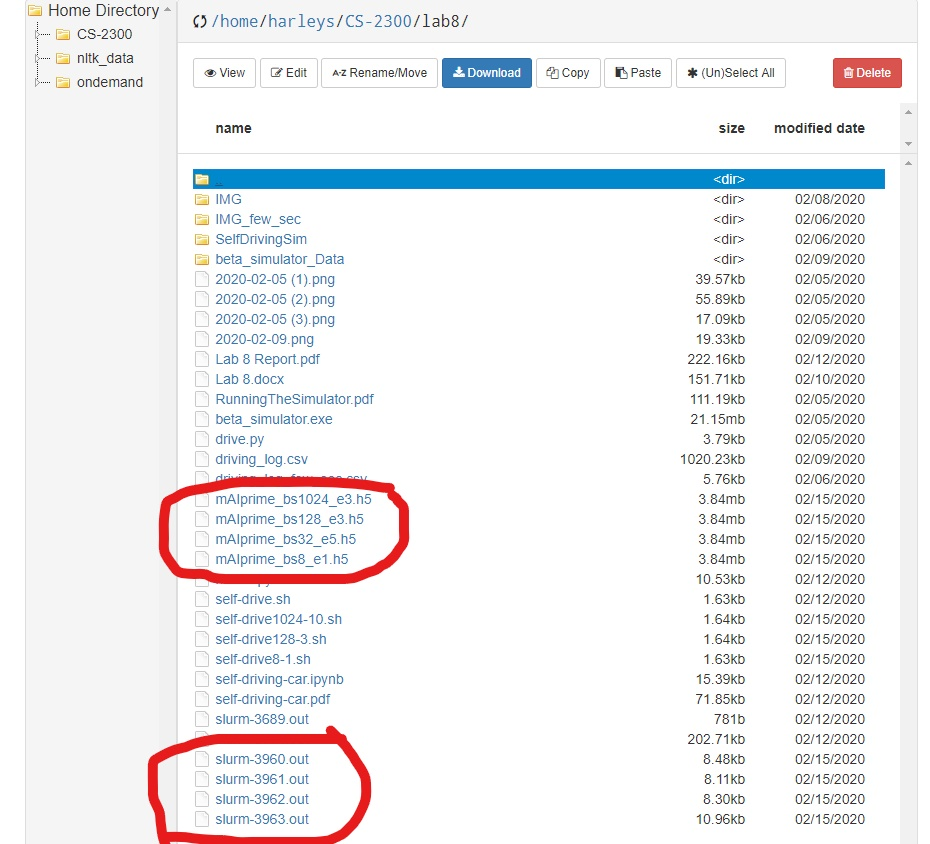 Home Directory
CS-2300
nltk_data
ondemand
/home/harleys/CS-2300/lab8/
View Edit A-Z Rename/Move Download Copy Paste (Un)Select All Delete
name size modified date
.. <dir>
IMG <dir> 02/08/2020
IMG_few_sec <dir> 02/06/2020
SelfDrivingSim <dir> 02/06/2020
beta_simulator_Data <dir> 02/09/2020
2020-02-05 (1).png 39.57kb 02/05/2020
2020-02-05 (2).png 55.89kb 02/05/2020
2020-02-05 (3).png 17.09kb 02/05/2020
2020-02-09.png 19.33kb 02/09/2020
Lab 8 Report.pdf 222.16kb 02/12/2020
Lab 8.docx 151.71kb 02/10/2020
RunningTheSimulator.pdf 111.19kb 02/05/2020
beta_simulator.exe 21.15mb 02/05/2020
drive.py 3.79kb 02/05/2020
driving_log.csv 1020.23kb 02/09/2020
driving_log_few_sec.csv 5.76kb 02/06/2020
mAIprime_bs1024_e3.h5 3.84mb 02/15/2020
mAIprime_bs128_e3.h5 3.84mb 02/15/2020
mAIprime_bs32_e5.h5 3.84mb 02/15/2020
mAIprime_bs8_e1.h5 3.84mb 02/15/2020
10.53kb 02/12/2020
self-drive.sh 1.63kb 02/12/2020
self-drive1024-10.sh 1.64kb 02/15/2020
self-drive128-3.sh 1.64kb 02/15/2020
self-drive8-1.sh 1.63kb 02/15/2020
self-driving-car.ipynb 15.39kb 02/12/2020
self-driving-car.pdf 71.85kb 02/12/2020
slurm-3689.out 781b 02/12/2020
202.71kb 02/12/2020
slurm-3960.out 8.48kb 02/15/2020
slurm-3961.out 8.11kb 02/15/2020
slurm-3962.out 8.30kb 02/15/2020
slurm-3963.out 10.96kb 02/15/2020